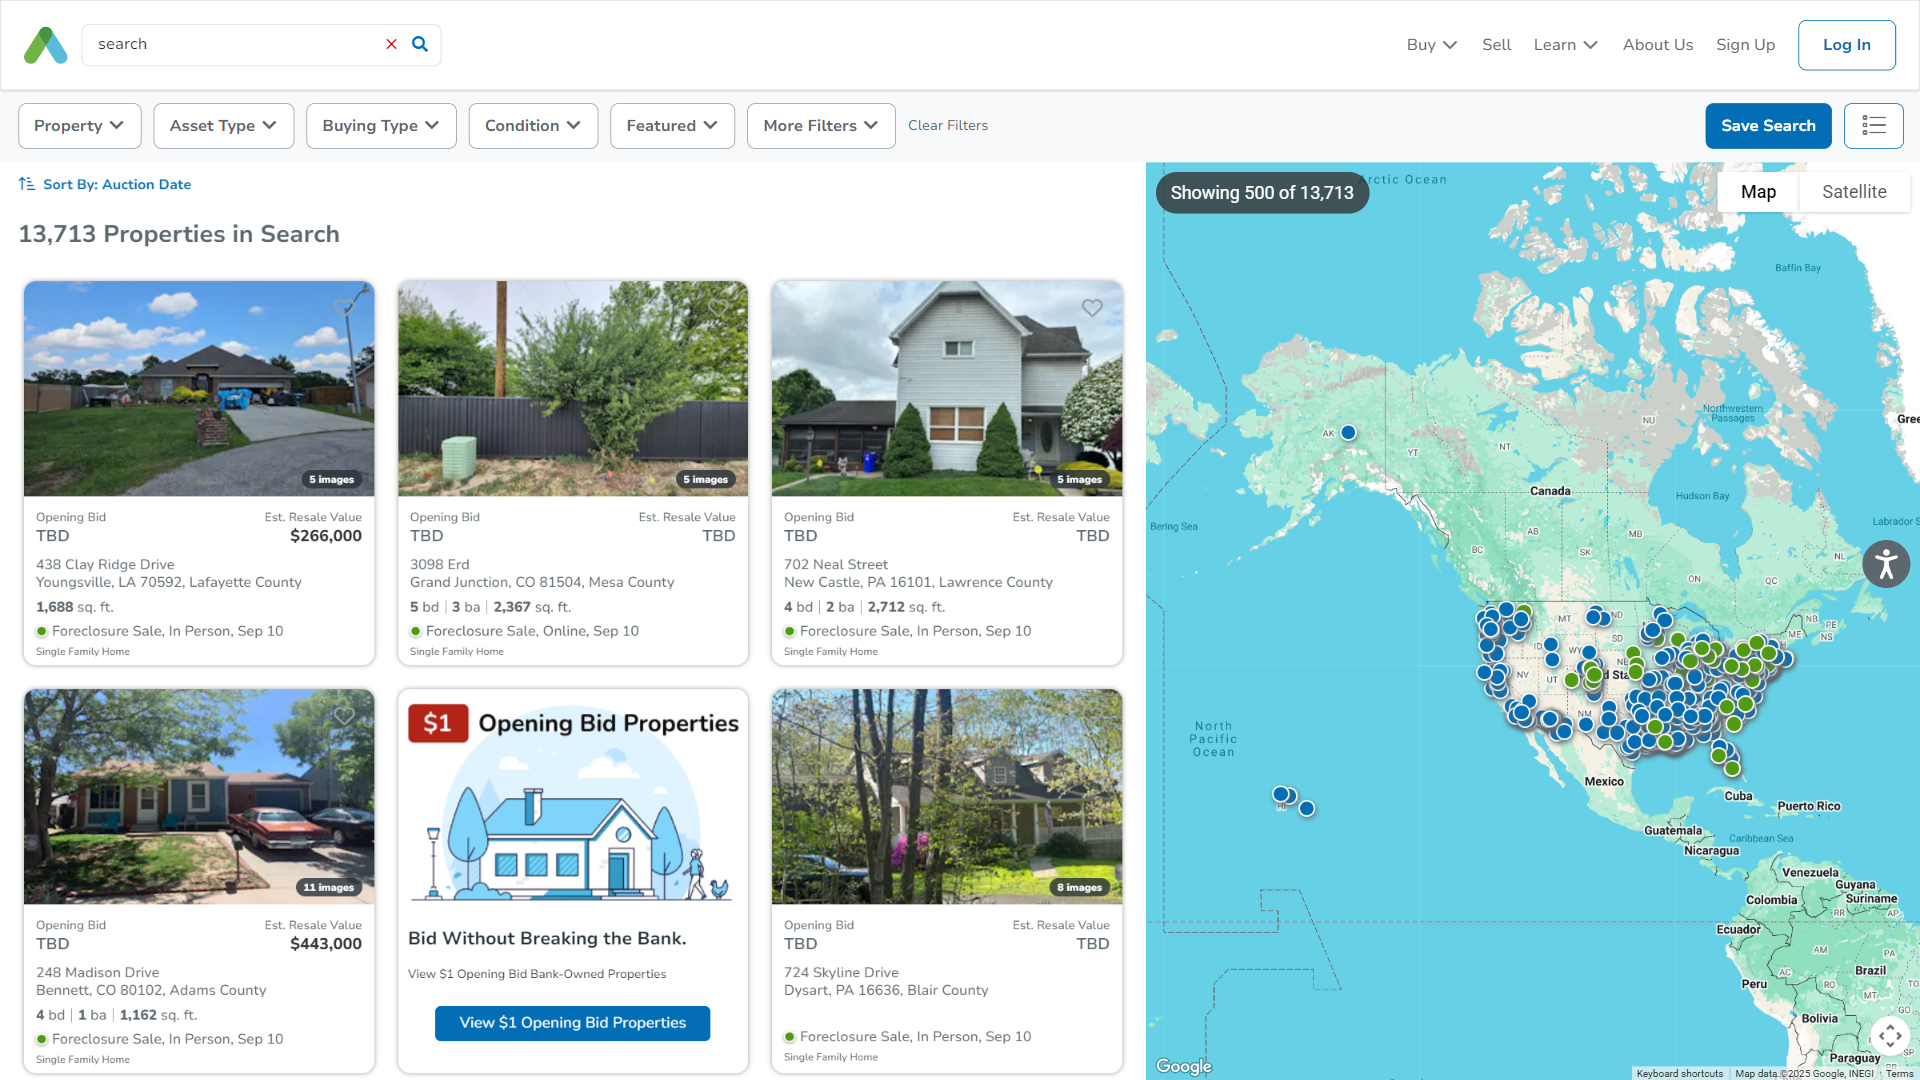 search
Buy
Sell
Learn
About Us
Sign Up
Log In
Property
Asset Type
Buying Type
Condition
Featured
More Filters
Clear Filters
Save Search
Sort By: Auction Date
13,713 Properties in Search
5 images
Opening Bid
Est. Resale Value
TBD
$266,000
438 Clay Ridge Drive
Youngsville, LA 70592, Lafayette County
1,688 sq. ft.
Foreclosure Sale, In Person, Sep 10
Single Family Home
5 images
Opening Bid
Est. Resale Value
TBD
TBD
3098 Erd
Grand Junction, CO 81504, Mesa County
5 bd | 3 ba | 2,367 sq. ft.
Foreclosure Sale, Online, Sep 10
Single Family Home
5 images
Opening Bid
Est. Resale Value
TBD
TBD
702 Neal Street
New Castle, PA 16101, Lawrence County
4 bd | 2 ba | 2,712 sq. ft.
Foreclosure Sale, In Person, Sep 10
Single Family Home
11 images
Opening Bid
Est. Resale Value
TBD
$443,000
248 Madison Drive
Bennett, CO 80102, Adams County
4 bd | 1 ba | 1,162 sq. ft.
Foreclosure Sale, In Person, Sep 10
Single Family Home
$1 Opening Bid Properties
Bid Without Breaking the Bank.
View $1 Opening Bid Bank-Owned Properties
View $1 Opening Bid Properties
8 images
Opening Bid
Est. Resale Value
TBD
TBD
724 Skyline Drive
Dysart, PA 16636, Blair County
Foreclosure Sale, In Person, Sep 10
Single Family Home
Showing 500 of 13,713
Map
Satellite
Arctic Ocean
Baffin Bay
Northwestern
Passages
NU
Gree
AK
YT
NT
Canada
Hudson Bay
Bering Sea
Labrador S
AB
MB
BC
SK
NL
ON
QC
MT
ND
NB
PE
ME
NS
SD
ID
WY
NE
NV
UT
d Sta
NM
North
Pacific
Ocean
Mexico
Cuba
Puerto Rico
HI
Guatemala
Caribbean Sea
Nicaragua
Venezuela
Guyana
Colombia
Suriname
RR
AP
Ecuador
AM
PA
AC
Brazil
TO
Peru
RO
MT
GO
Bolivia
SP
Paraguay
Google
Keyboard shortcuts
Map data ©2025 Google, INEGI
Terms